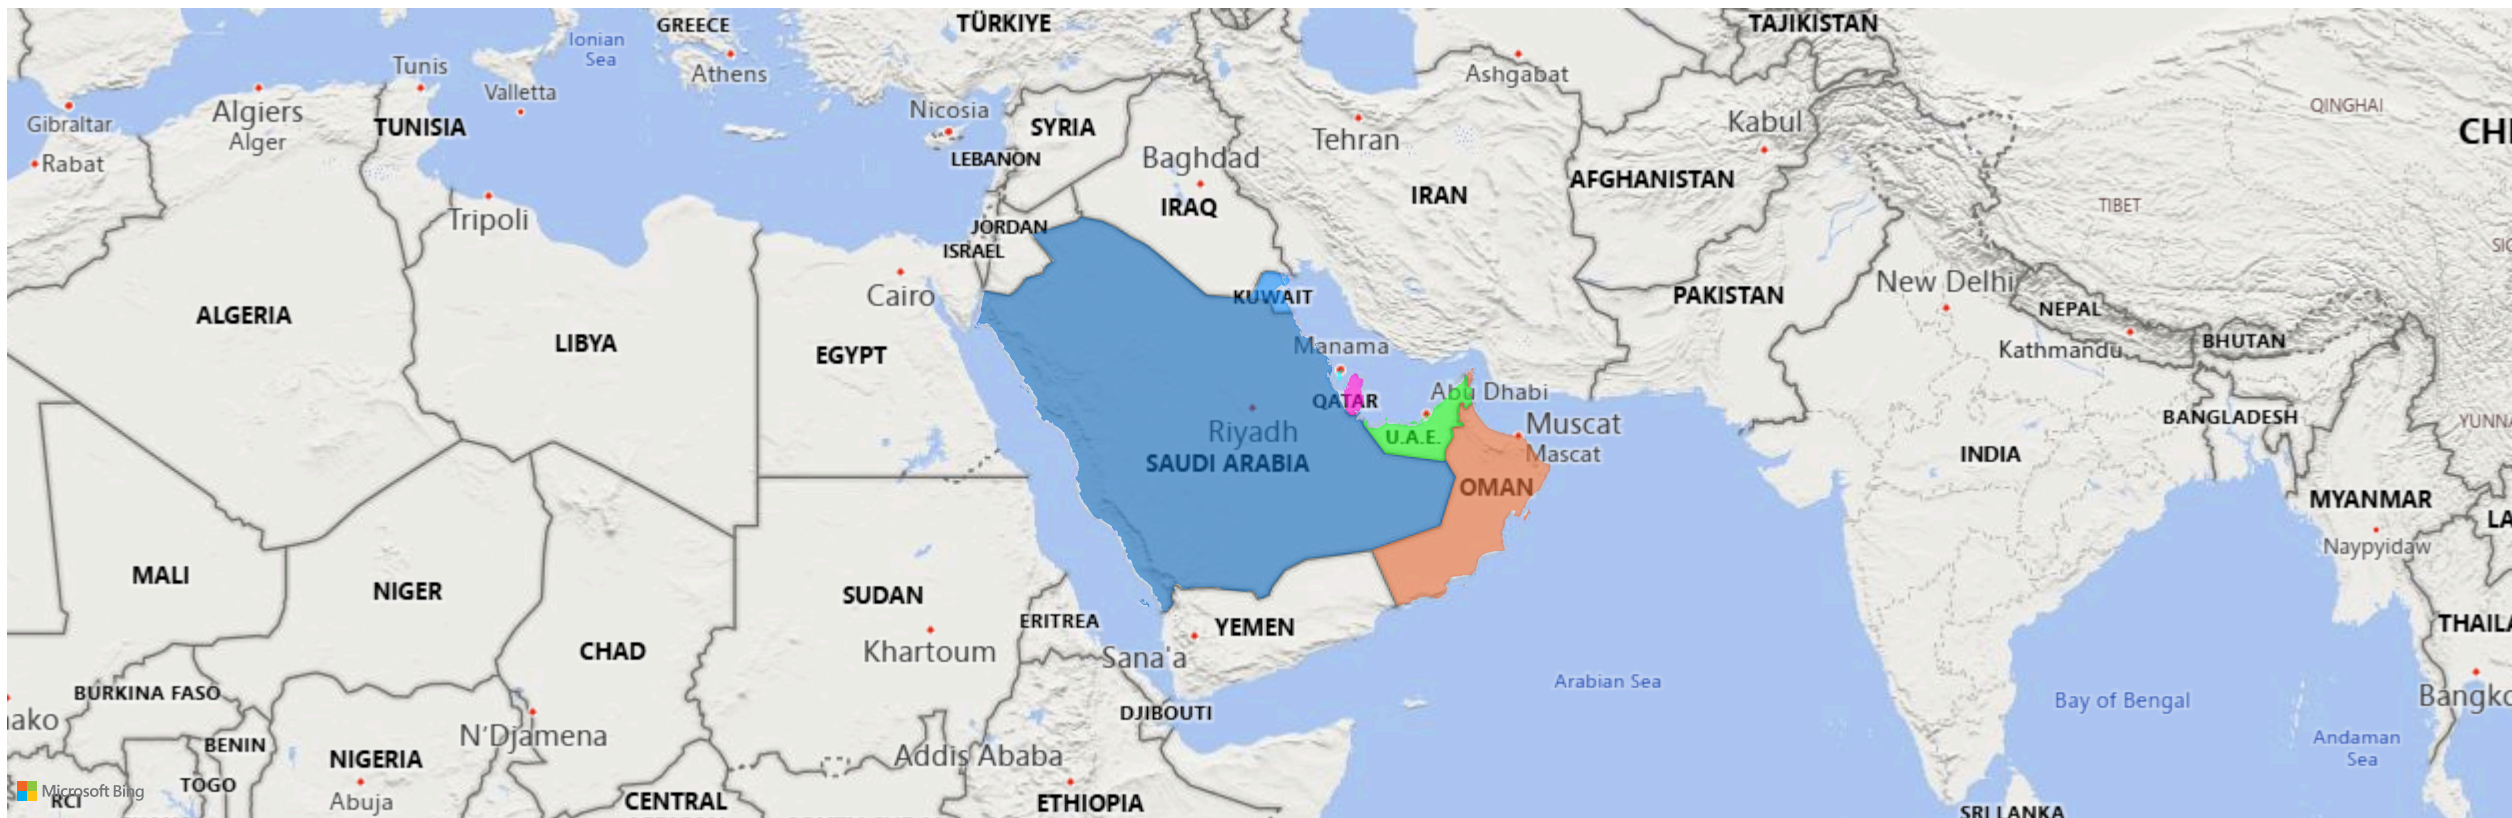 GREECE
TÜRKIYE
TAJIKISTAN
Ionian
Sea
Tunis
Athens
Ashgabat
Valletta
Algiers
Alger
Gibraltar
TUNISIA
Nicosia
SYRIA
Tehran
Kabul
QINGHAI
Rabat
LEBANON
Baghdad
IRAQ
IRAN
AFGHANISTAN
TIBET
Tripoli
JORDAN
ISRAEL
Cairo
KUWAIT
PAKISTAN
New Delhi
NEPAL
ALGERIA
LIBYA
EGYPT
Manama
Kathmandu
BHUTAN
QATAR
Abu Dhabi
Riyadh
SAUDI ARABIA
U.A.E.
Muscat
Mascat
INDIA
BANGLADESH
OMAN
MYANMAR
Naypyidaw
MALI
NIGER
SUDAN
CHAD
ERITREA
YEMEN
Khartoum
Sana'a
Arabian Sea
Bay of Bengal
BURKINA FASO
DJIBOUTI
N'Djamena
BENIN
NIGERIA
Addis Ababa
Andaman
Sea
TOGO
Microsoft Bing
RCI
Abuja
CENTRAL
ETHIOPIA
SRI LANKA